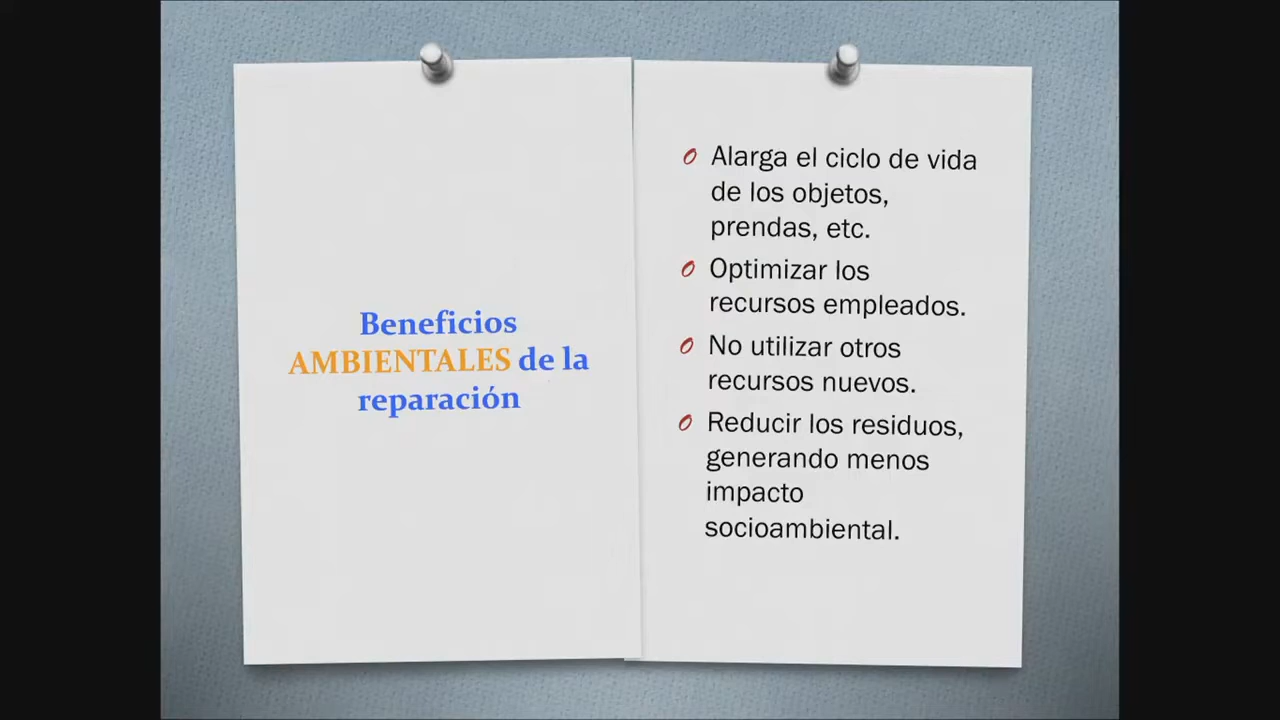 Beneficios
AMBIENTALES de la
reparación
Alarga el ciclo de vida
de los objetos,
prendas, etc.
Optimizar los
recursos empleados.
No utilizar otros
recursos nuevos.
Reducir los residuos,
generando menos
impacto
socioambiental.